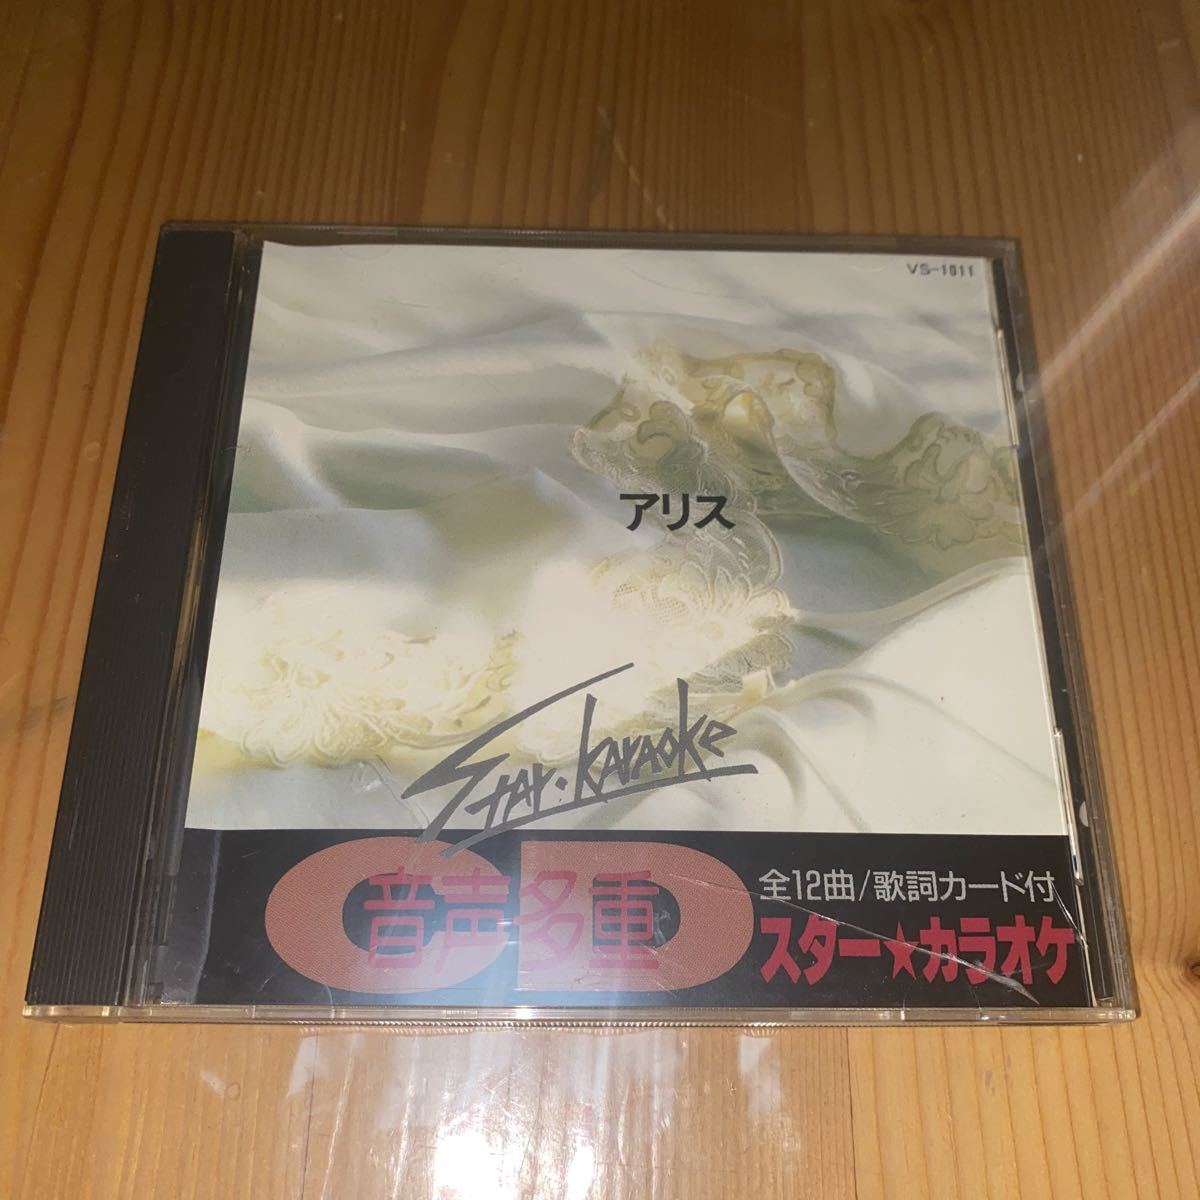 VS-1011
アリス
Star・Karaoke
CD
音声多重
全12曲/歌詞カード付
スター★カラオケ